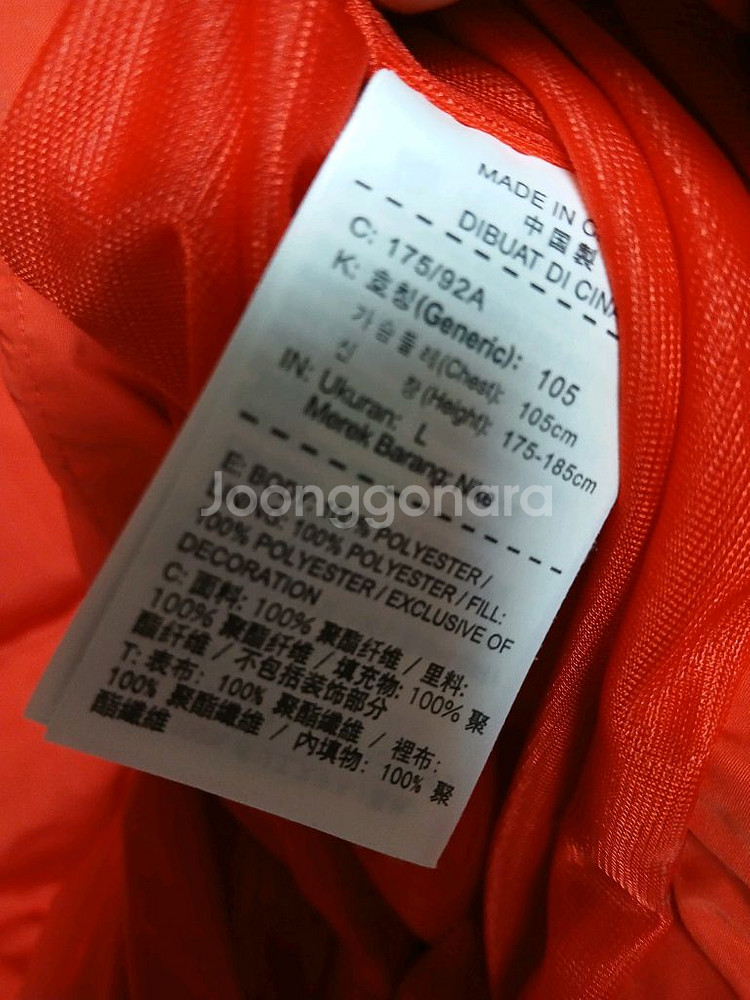 MADE IN
中国製
DIBUAT DI CINA
C: 175/92A
K: 호칭(Generic): 105
가슴둘레(Chest): 105cm
신 장(Height): 175-185cm
IN: Ukuran: L
Merek Barang: Nike
Joonggonara
E: BODY: 100% POLYESTER /
100% POLYESTER / FILL:
100% POLYESTER / EXCLUSIVE OF
DECORATION
C: 面料: 100% 聚酯纤维 / 里料:
100% 聚酯纤维 / 填充物: 100% 聚
酯纤维 / 不包括装饰部分
T: 表布: 100% 聚酯纖維 / 裡布:
100% 聚酯纖維 / 內填物: 100% 聚
酯纖維